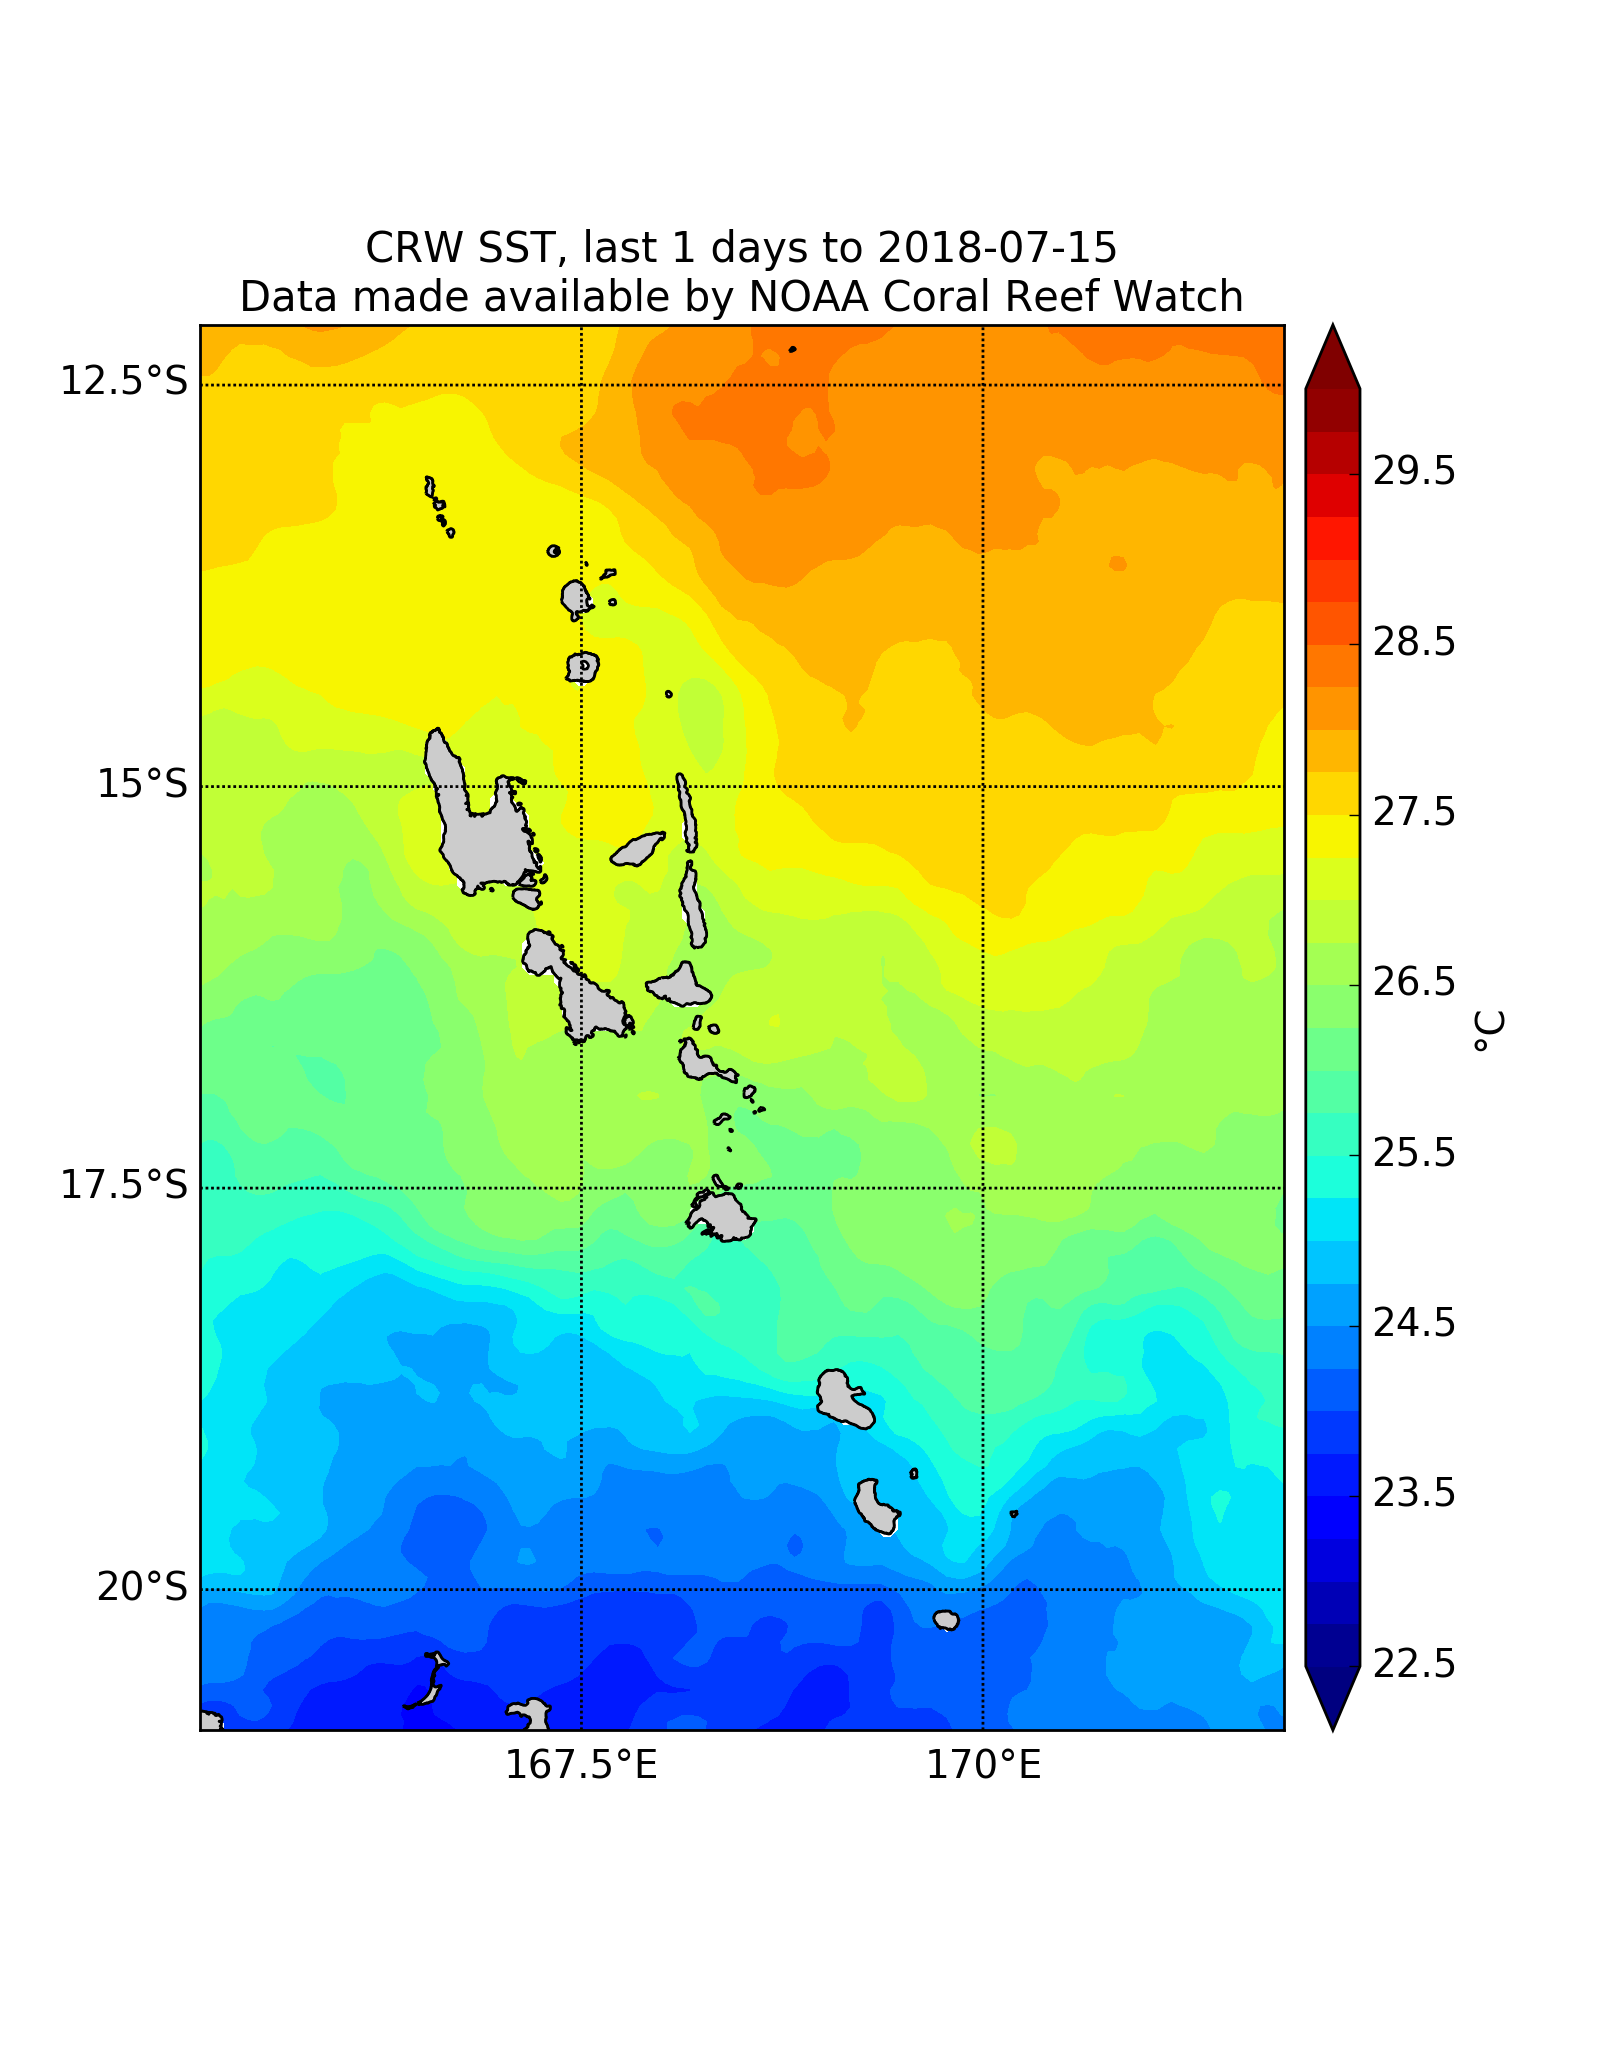 CRW SST, last 1 days to 2018-07-15
Data made available by NOAA Coral Reef Watch
12.5°S
15°S
17.5°S
20°S
167.5°E
170°E
29.5
28.5
27.5
26.5
25.5
24.5
23.5
22.5
°C